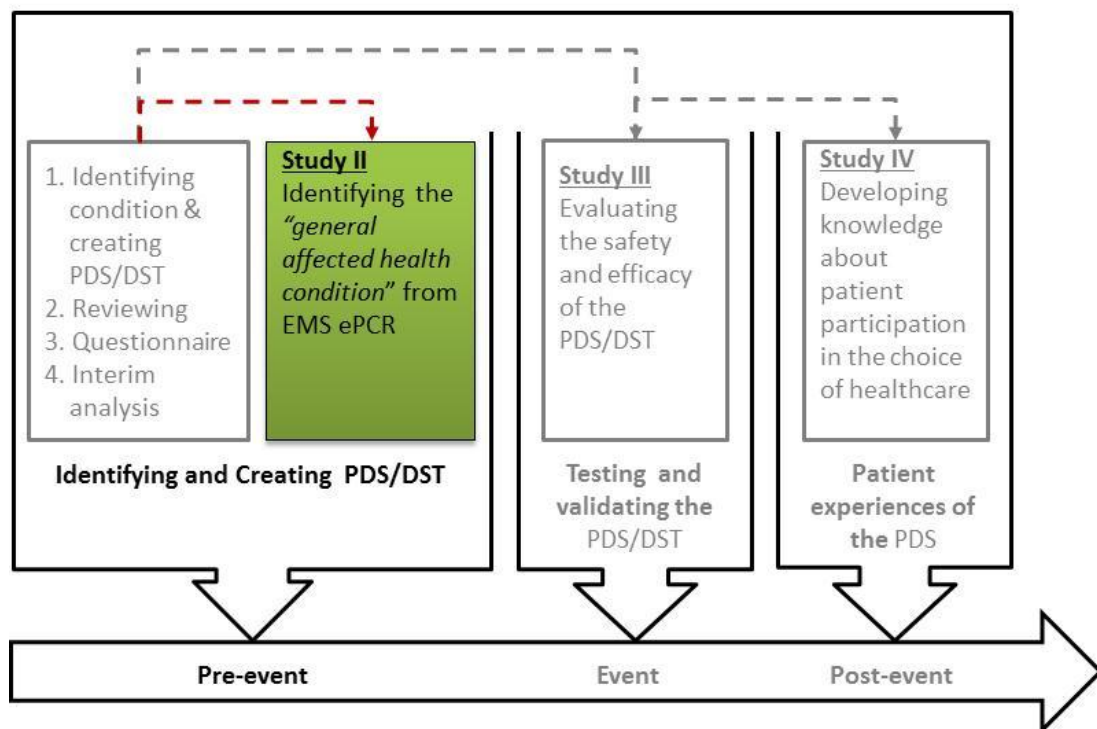 1. Identifying
condition &
creating
PDS/DST
2. Reviewing
3. Questionnaire
4. Interim
analysis
Study II
Identifying the
“general
affected health
condition” from
EMS ePCR
Identifying and Creating PDS/DST
Study III
Evaluating
the safety
and efficacy
of the
PDS/DST
Testing and
validating the
PDS/DST
Study IV
Developing
knowledge
about
patient
participation
in the choice
of healthcare
Patient
experiences of
the PDS
Pre-event
Event
Post-event